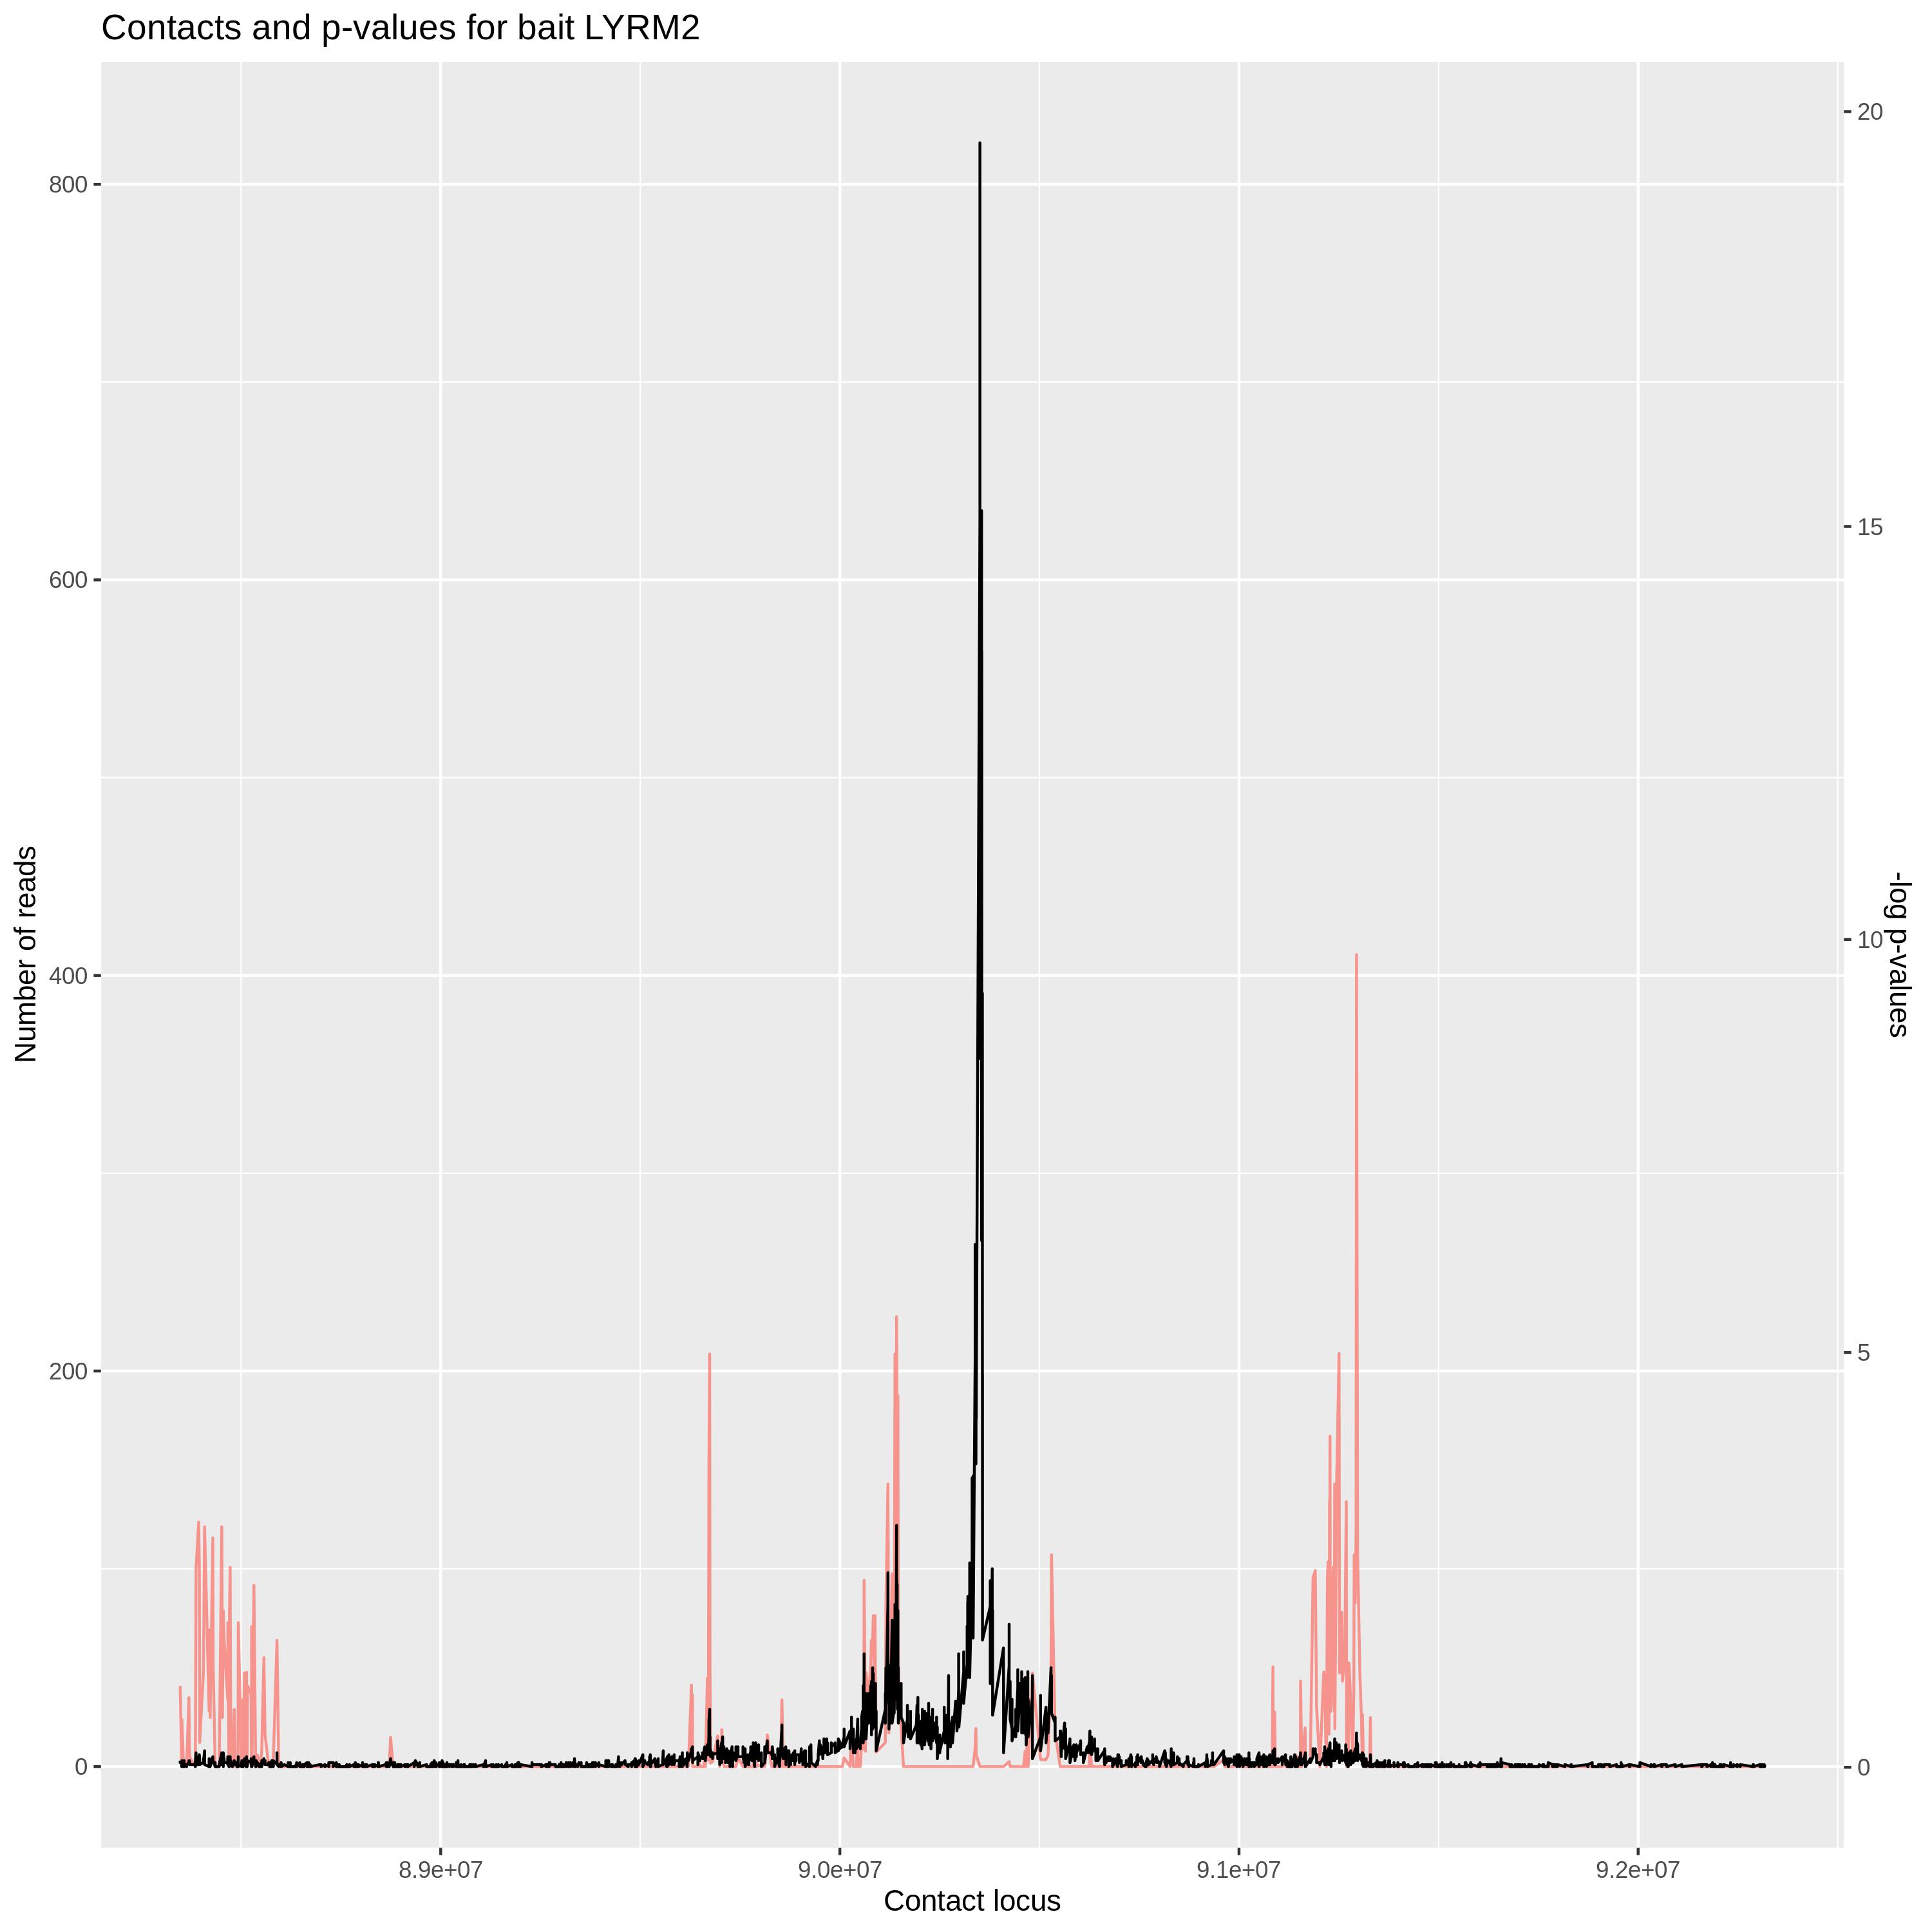 Contacts and p-values for bait LYRM2
800
600
400
200
0
Number of reads
20
15
10
5
0
-log p-values
8.9e+07 9.0e+07 9.1e+07 9.2e+07
Contact locus